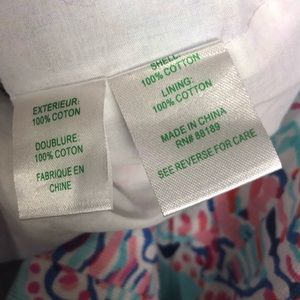 EXTERIEUR:
100% COTON
DOUBLURE:
100% COTON
FABRIQUE EN
CHINE
SHELL:
100% COTTON
LINING:
100% COTTON
MADE IN CHINA
RN# 88189
SEE REVERSE FOR CARE